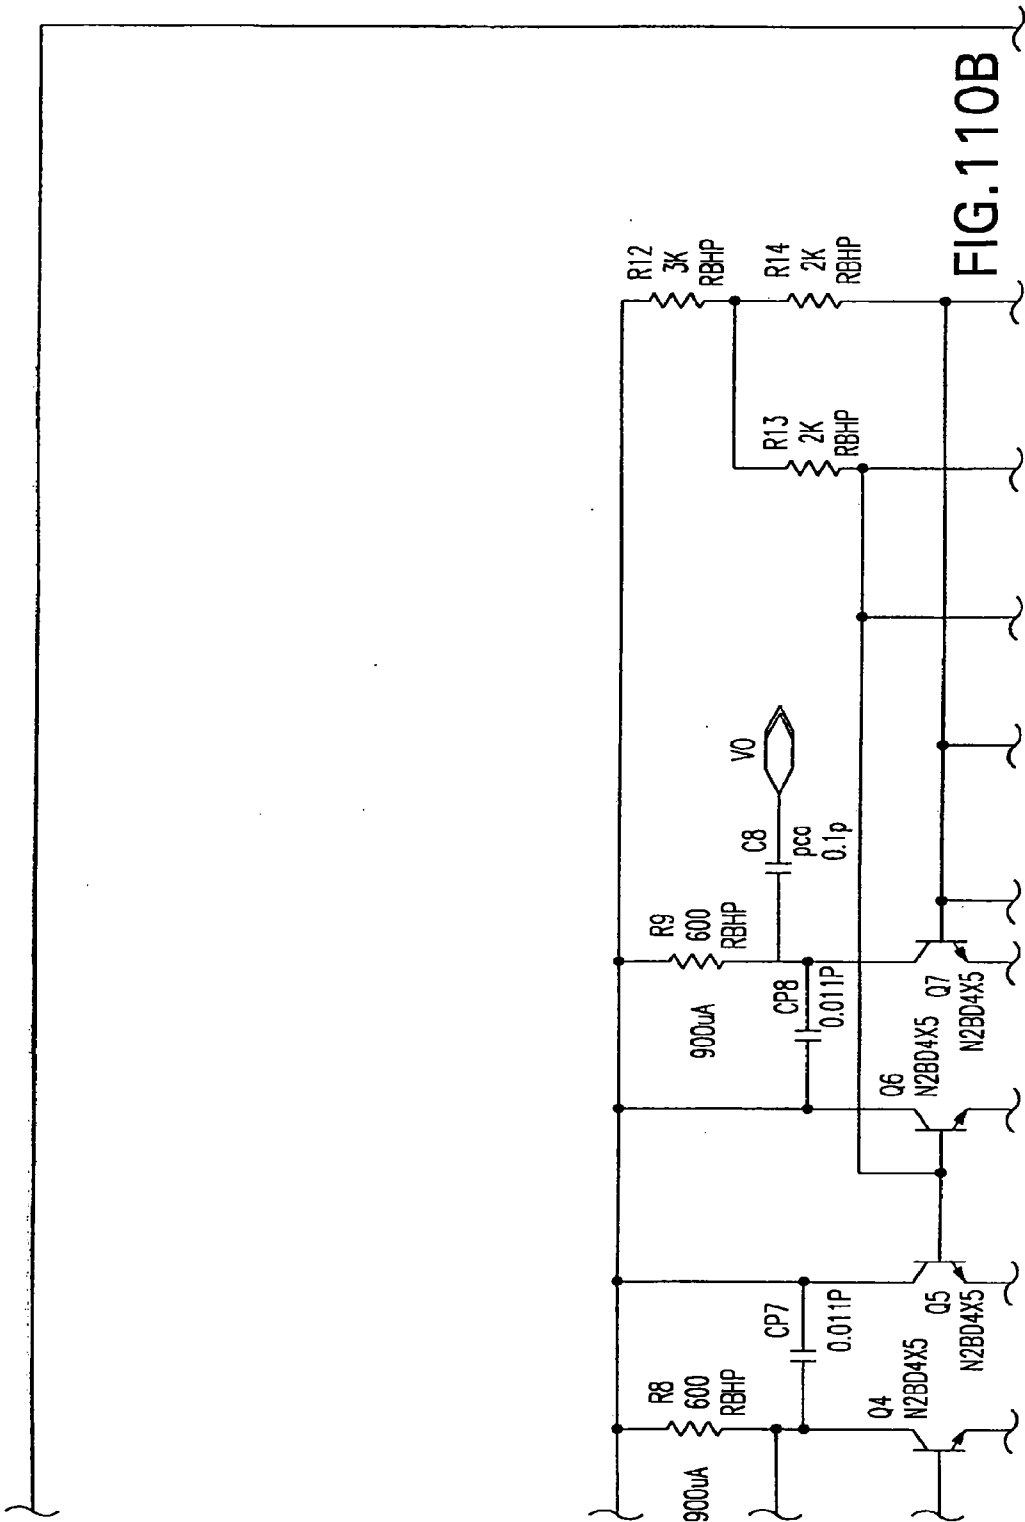 R12
3K
RBHP
R14
2K
RBHP
R13
2K
RBHP
VO
C8
pco
0.1p
R9
600
RBHP
900uA
CP8
0.011P
Q7
N2BD4X5
Q6
N2BD4X5
CP7
0.011P
Q5
N2BD4X5
R8
600
RBHP
900uA
Q4
N2BD4X5
FIG.110B